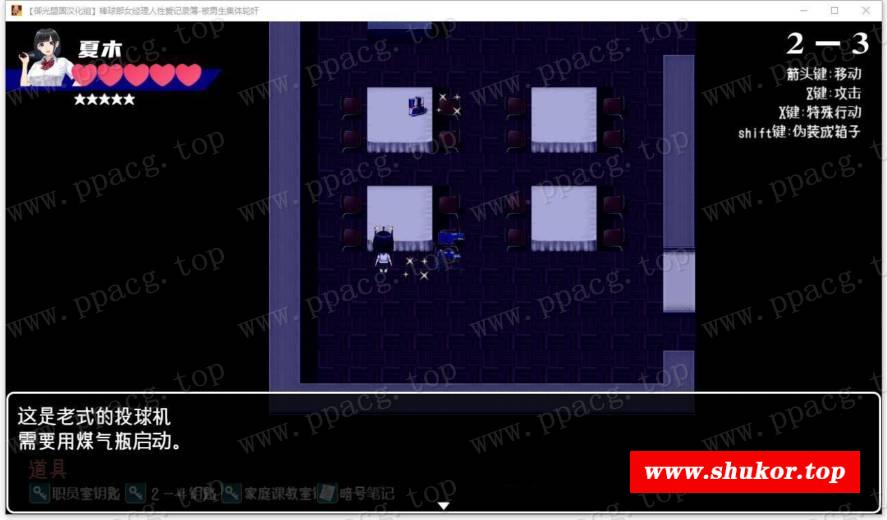 【御光盟国汉化组】棒球部女经理人性爱记录簿-被男生集体轮奸
夏木
★★★★★
2－3
箭头键:移动
Z键:攻击
X键:特殊行动
shift键:伪装成箱子
这是老式的投球机
需要用煤气瓶启动。
道具
职员室钥匙 2－4钥匙 家庭课教室 暗号笔记
www.shukor.top
www.ppacg.top